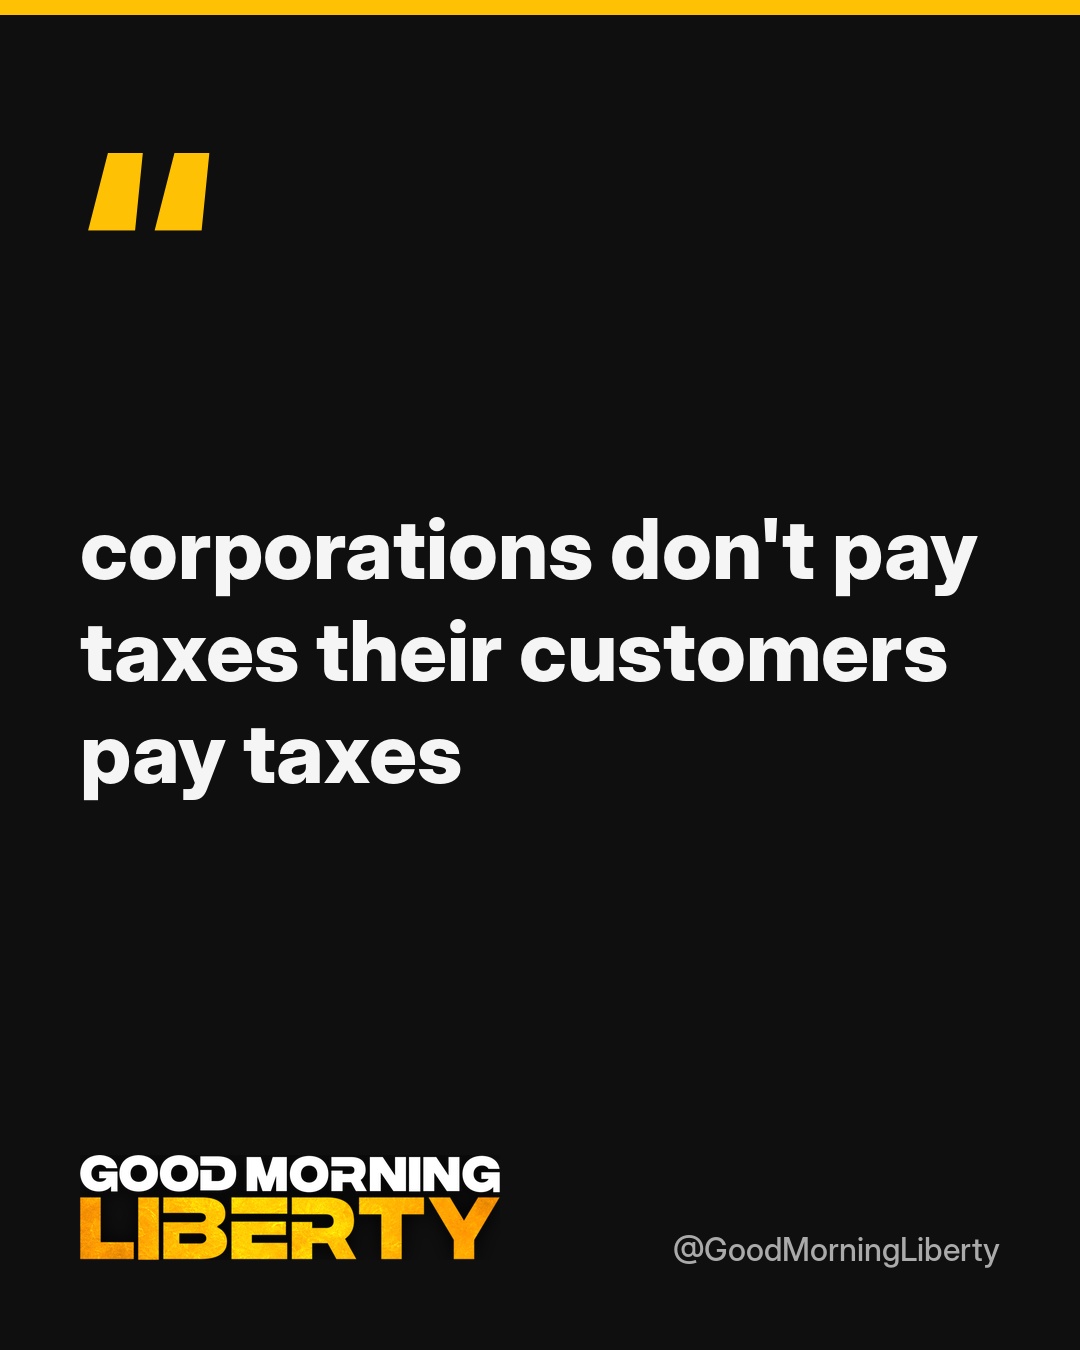 "
corporations don't pay
taxes their customers
pay taxes
GOOD MORNING
LIBERTY
@GoodMorningLiberty